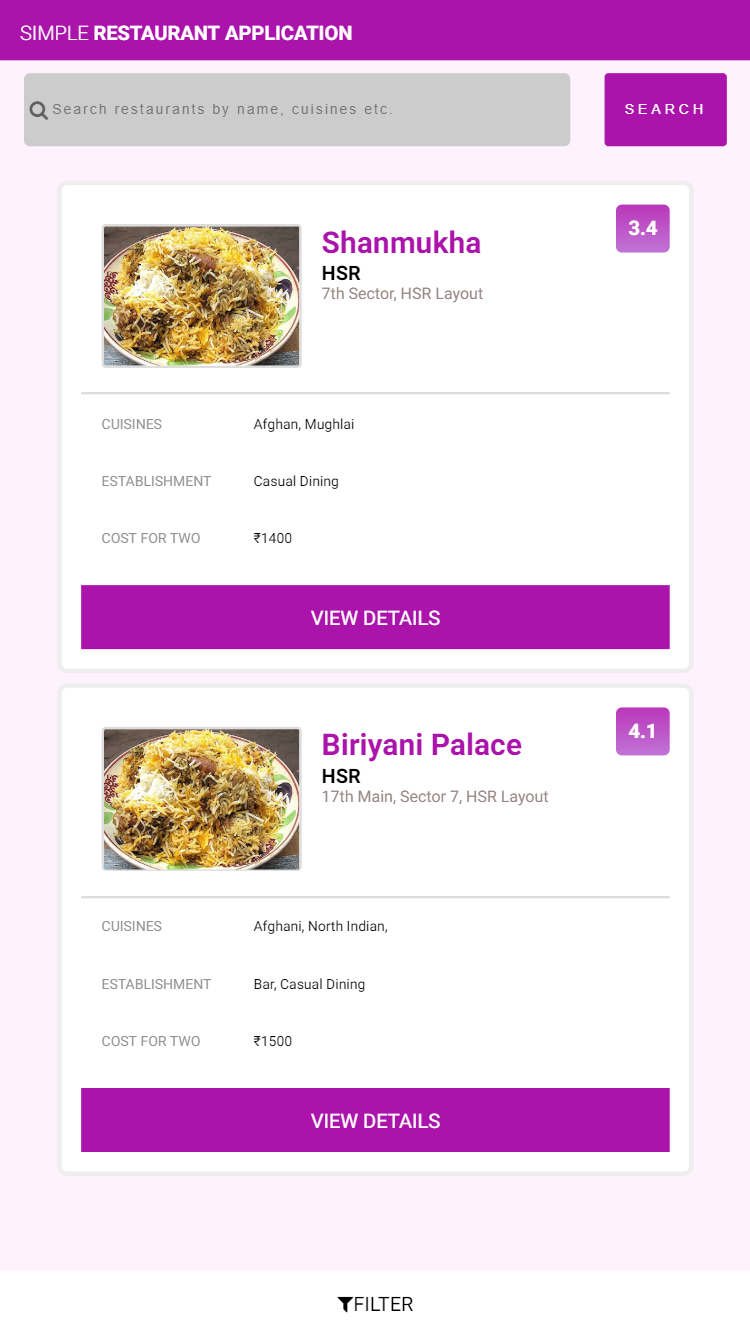 SIMPLE RESTAURANT APPLICATION
Search restaurants by name, cuisines etc.
SEARCH
Shanmukha
3.4
HSR
7th Sector, HSR Layout
CUISINES Afghan, Mughlai
ESTABLISHMENT Casual Dining
COST FOR TWO ₹1400
VIEW DETAILS
Biriyani Palace
4.1
HSR
17th Main, Sector 7, HSR Layout
CUISINES Afghani, North Indian,
ESTABLISHMENT Bar, Casual Dining
COST FOR TWO ₹1500
VIEW DETAILS
FILTER